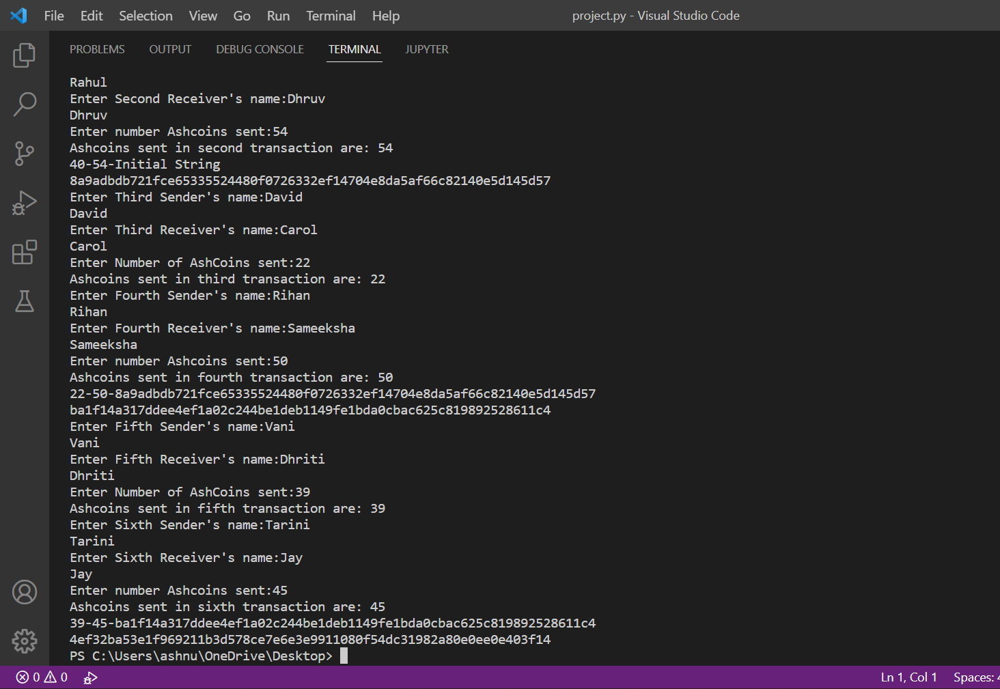 File Edit Selection View Go Run Terminal Help project.py - Visual Studio Code
PROBLEMS OUTPUT DEBUG CONSOLE TERMINAL JUPYTER
Rahul
Enter Second Receiver's name:Dhruv
Dhruv
Enter number Ashcoins sent:54
Ashcoins sent in second transaction are: 54
40-54-Initial String
8a9adbdb721fce65335524480f0726332ef14704e8da5af66c82140e5d145d57
Enter Third Sender's name:David
David
Enter Third Receiver's name:Carol
Carol
Enter Number of AshCoins sent:22
Ashcoins sent in third transaction are: 22
Enter Fourth Sender's name:Rihan
Rihan
Enter Fourth Receiver's name:Sameeksha
Sameeksha
Enter number Ashcoins sent:50
Ashcoins sent in fourth transaction are: 50
22-50-8a9adbdb721fce65335524480f0726332ef14704e8da5af66c82140e5d145d57
ba1f14a317ddee4ef1a02c244be1deb1149fe1bda0cbac625c819892528611c4
Enter Fifth Sender's name:Vani
Vani
Enter Fifth Receiver's name:Dhriti
Dhriti
Enter Number of AshCoins sent:39
Ashcoins sent in fifth transaction are: 39
Enter Sixth Sender's name:Tarini
Tarini
Enter Sixth Receiver's name:Jay
Jay
Enter number Ashcoins sent:45
Ashcoins sent in sixth transaction are: 45
39-45-ba1f14a317ddee4ef1a02c244be1deb1149fe1bda0cbac625c819892528611c4
4ef32ba53e1f969211b3d578ce7e6e3e9911080f54dc31982a80e0ee0e403f14
PS C:\Users\ashnu\OneDrive\Desktop>
0 0 Ln 1, Col 1 Spaces: 4